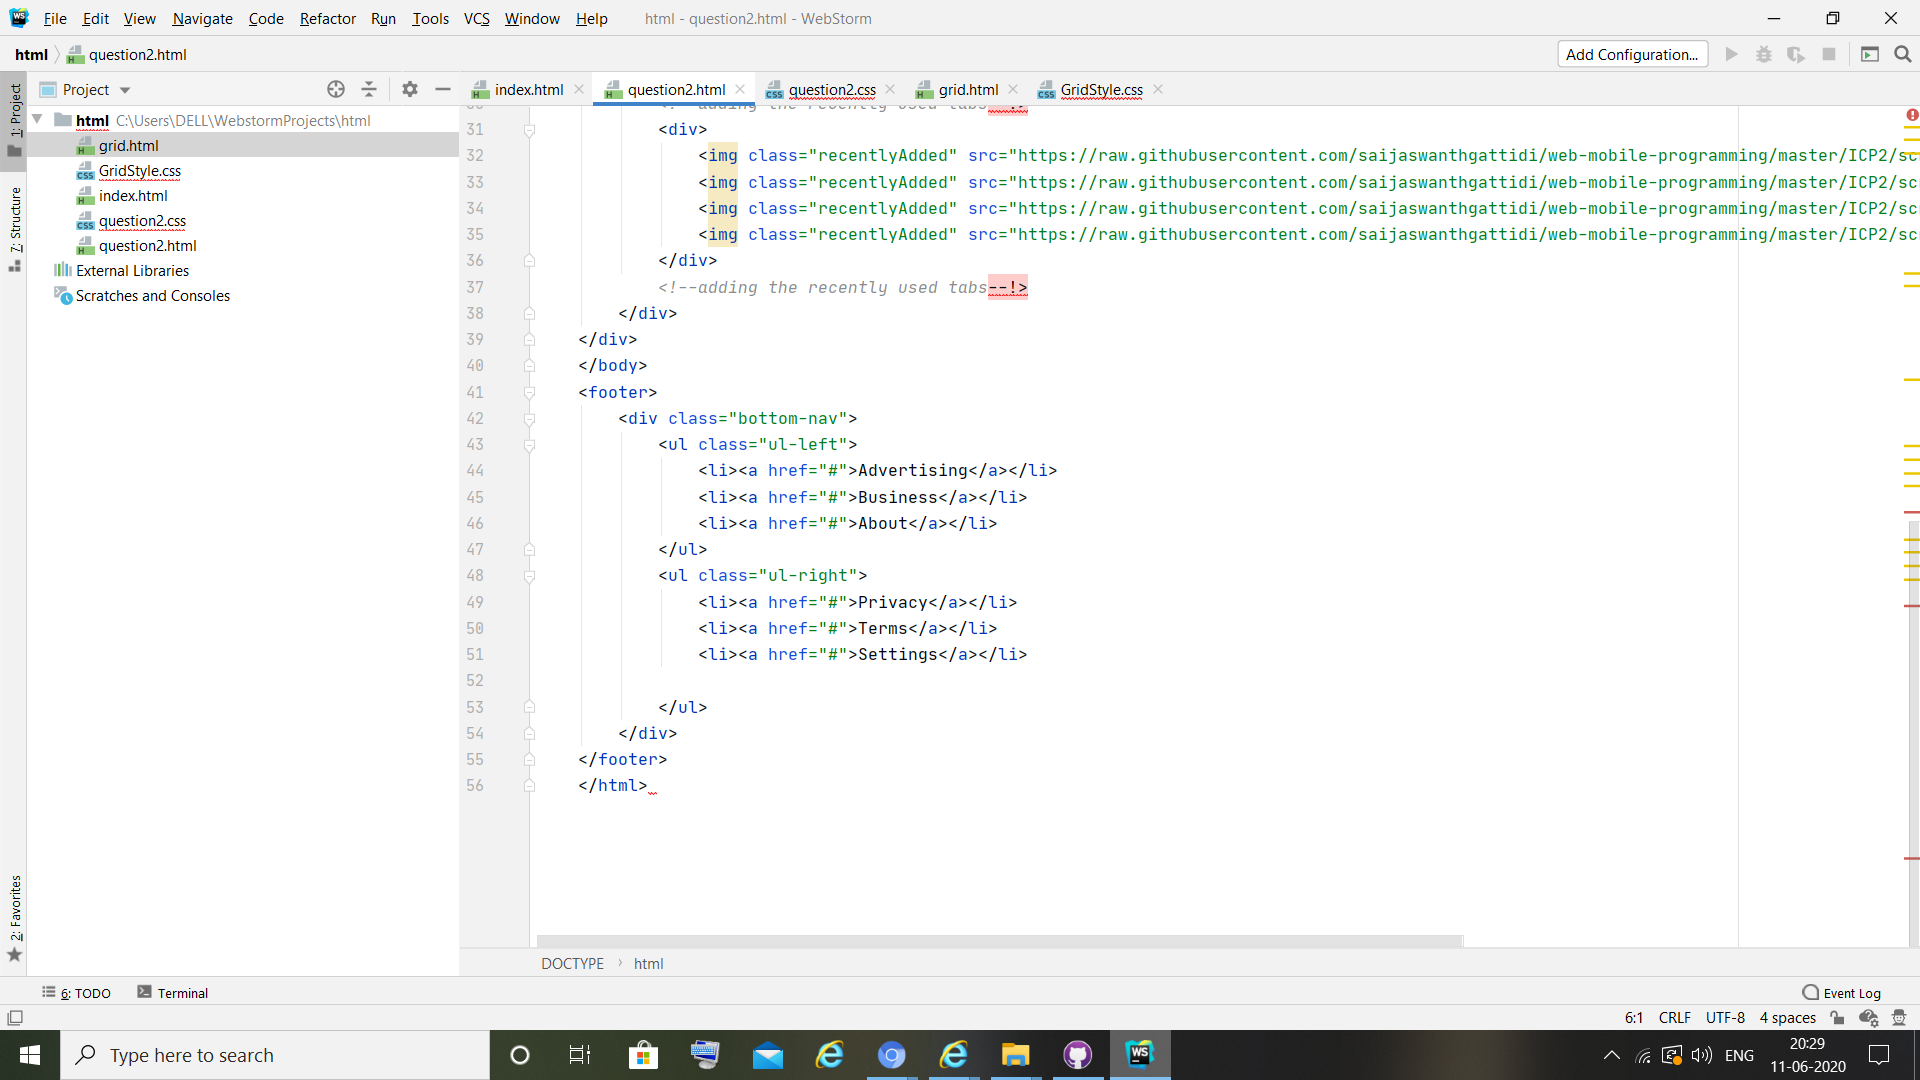 File Edit View Navigate Code Refactor Run Tools VCS Window Help html - question2.html - WebStorm
html question2.html Add Configuration...
1: Project
7: Structure
2: Favorites
Project
html C:\Users\DELL\WebstormProjects\html
grid.html
GridStyle.css
index.html
question2.css
question2.html
External Libraries
Scratches and Consoles
index.html question2.html question2.css grid.html GridStyle.css
31 <div>
32 <img class="recentlyAdded" src="https://raw.githubusercontent.com/saijaswanthgattidi/web-mobile-programming/master/ICP2/sc
33 <img class="recentlyAdded" src="https://raw.githubusercontent.com/saijaswanthgattidi/web-mobile-programming/master/ICP2/sc
34 <img class="recentlyAdded" src="https://raw.githubusercontent.com/saijaswanthgattidi/web-mobile-programming/master/ICP2/sc
35 <img class="recentlyAdded" src="https://raw.githubusercontent.com/saijaswanthgattidi/web-mobile-programming/master/ICP2/sc
36 </div>
37 <!--adding the recently used tabs--!>
38 </div>
39 </div>
40 </body>
41 <footer>
42 <div class="bottom-nav">
43 <ul class="ul-left">
44 <li><a href="#">Advertising</a></li>
45 <li><a href="#">Business</a></li>
46 <li><a href="#">About</a></li>
47 </ul>
48 <ul class="ul-right">
49 <li><a href="#">Privacy</a></li>
50 <li><a href="#">Terms</a></li>
51 <li><a href="#">Settings</a></li>
52
53 </ul>
54 </div>
55 </footer>
56 </html>
DOCTYPE html
6: TODO Terminal Event Log
6:1 CRLF UTF-8 4 spaces
Type here to search
ENG
20:29
11-06-2020